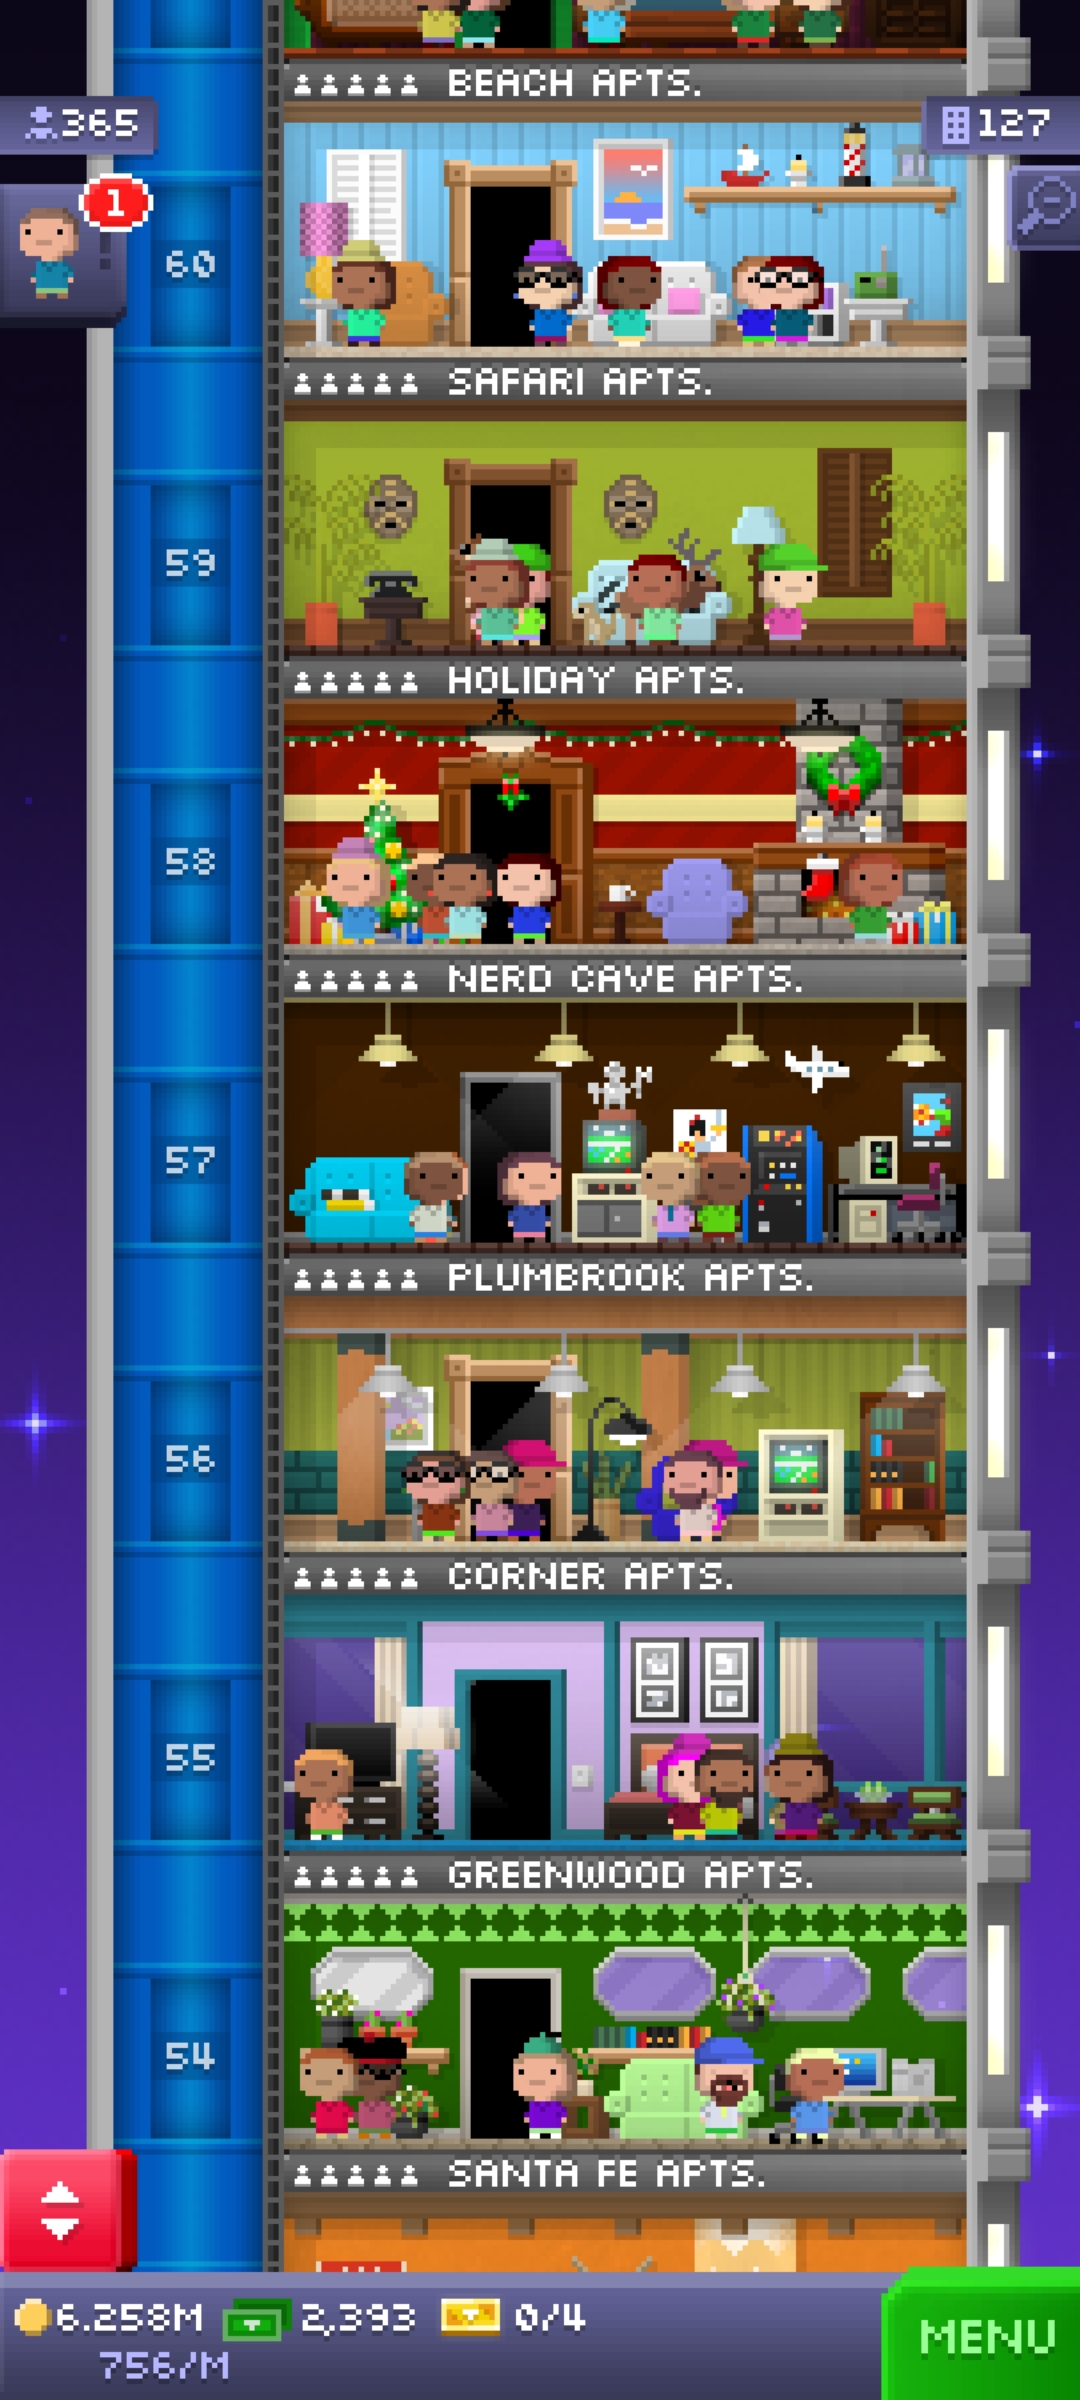 BEACH APTS.
365
127
1
60
SAFARI APTS.
59
HOLIDAY APTS.
58
NERD CAVE APTS.
57
PLUMBROOK APTS.
56
CORNER APTS.
55
GREENWOOD APTS.
54
SANTA FE APTS.
6.258M 2,393 0/4
756/M
MENU